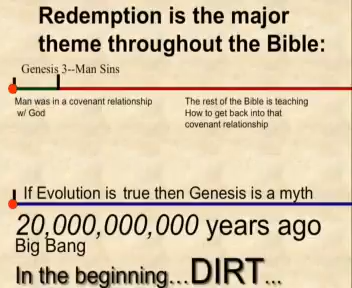 Redemption is the major
theme throughout the Bible:
Genesis 3--Man Sins
Man was in a covenant relationship
w/ God
The rest of the Bible is teaching
How to get back into that
covenant relationship
If Evolution is true then Genesis is a myth
20,000,000,000 years ago
Big Bang
In the beginning...DIRT...